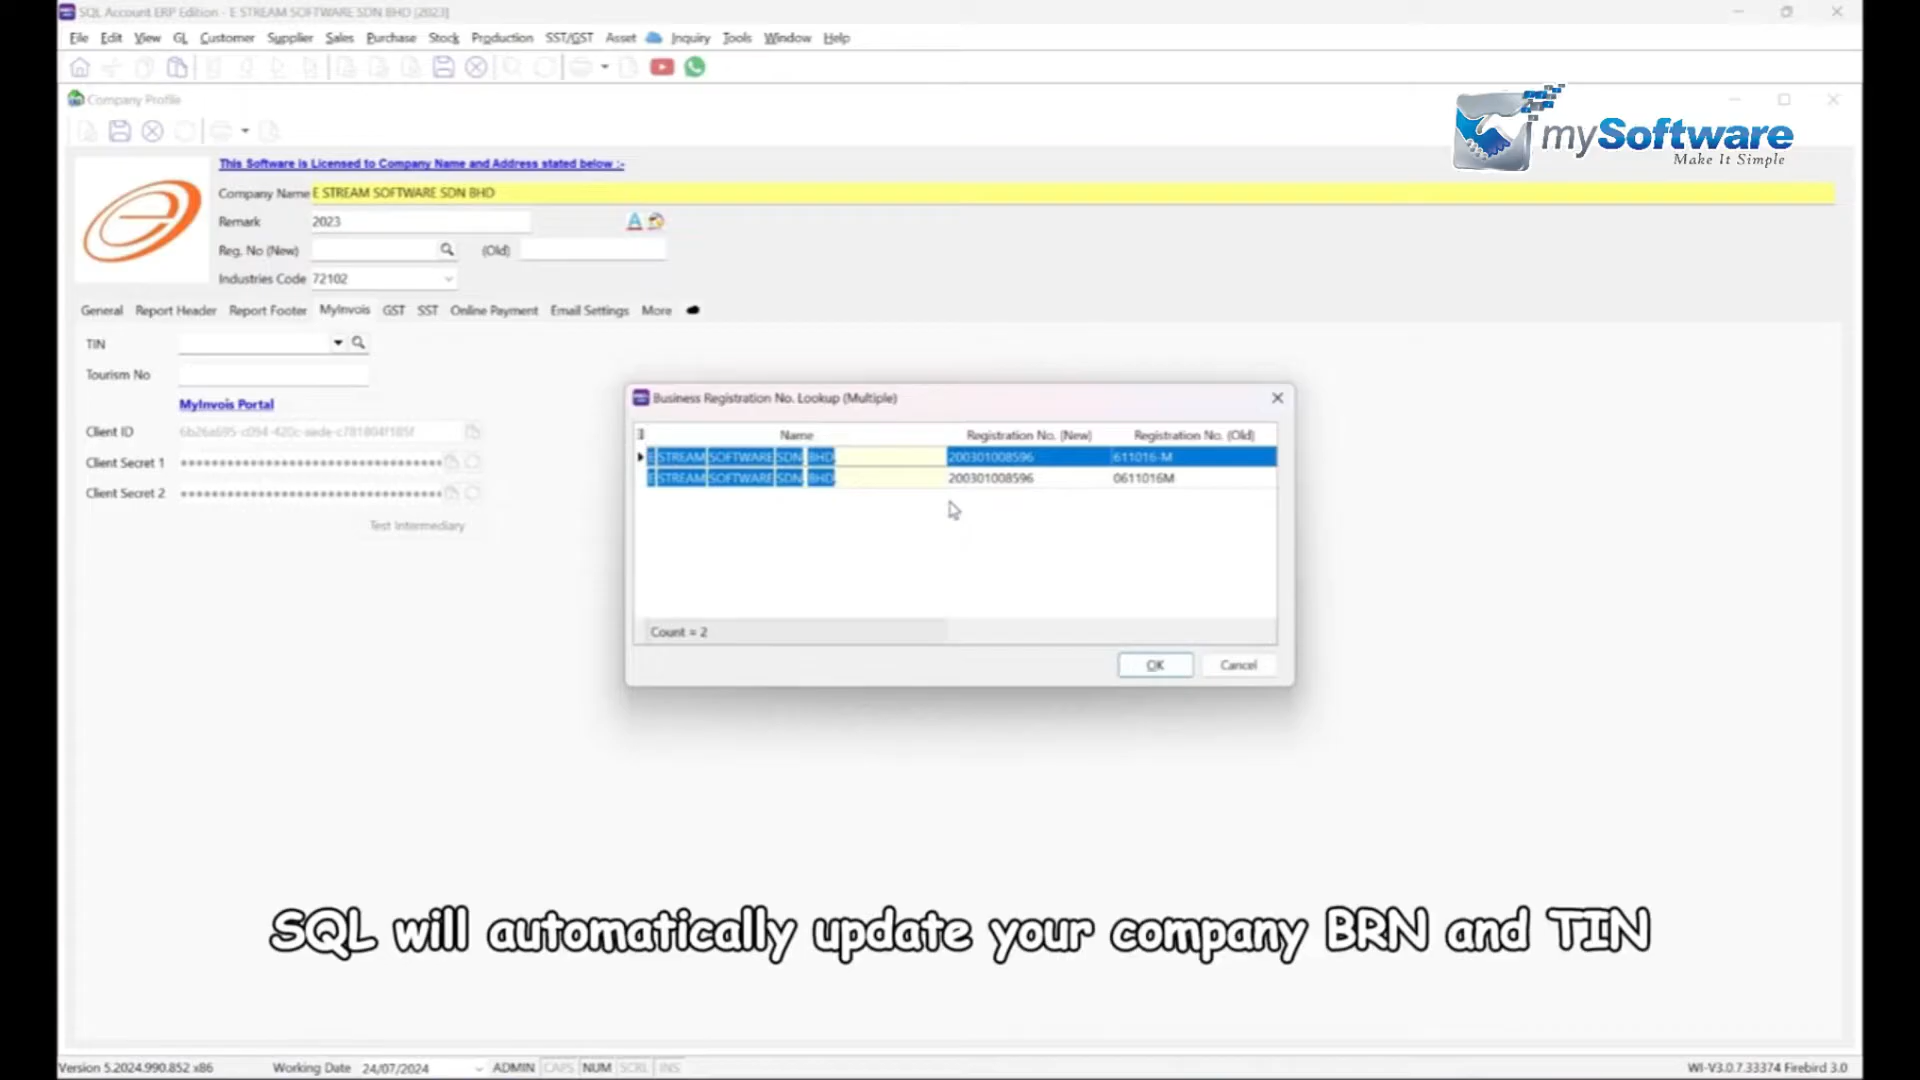 SQL Account ERP Edition - E STREAM SOFTWARE SDN BHD [2023]
File Edit View GL Customer Supplier Sales Purchase Stock Production SST/GST Asset Inquiry Tools Window Help
Company Profile
mySoftware
Make It Simple
This Software is Licensed to Company Name and Address stated below :-
Company Name E STREAM SOFTWARE SDN BHD
Remark 2023
Reg. No (New) (Old)
Industries Code 72102
General Report Header Report Footer MyInvois GST SST Online Payment Email Settings More
TIN
Tourism No
MyInvois Portal
Client ID
Client Secret 1
Client Secret 2
Test Intermediary
Business Registration No. Lookup (Multiple)
Name Registration No. (New) Registration No. (Old)
E STREAM SOFTWARE SDN BHD 200301008596 611016-M
E STREAM SOFTWARE SDN BHD 200301008596 0611016M
Count = 2
OK Cancel
SQL will automatically update your company BRN and TIN
Version 5.2024.990.852 x86 Working Date 24/07/2024 ADMIN CAPS NUM SCRL INS WI-V3.0.7.33374 Firebird 3.0